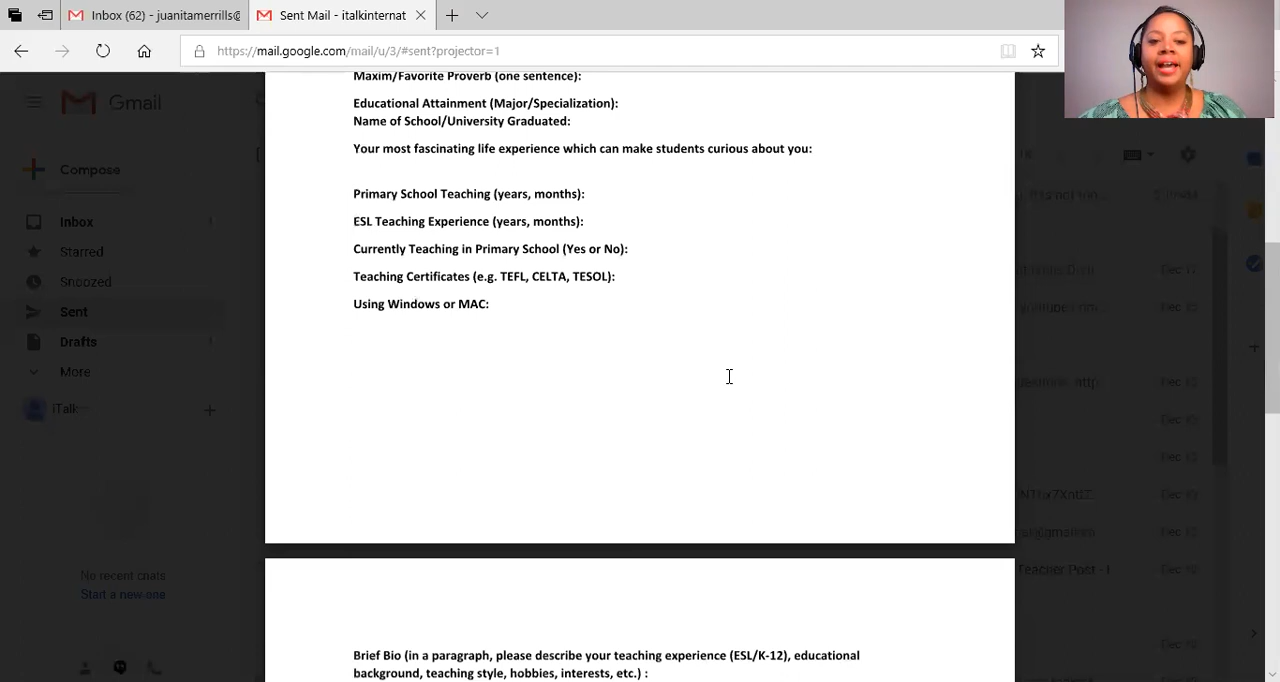 Inbox (62) - juanitamerrills@
Sent Mail - italkinternat
https://mail.google.com/mail/u/3/#sent?projector=1
Gmail
Compose
Inbox
Starred
Snoozed
Sent
Drafts
More
iTalk
No recent chats
Start a new one
Maxim/Favorite Proverb (one sentence):
Educational Attainment (Major/Specialization):
Name of School/University Graduated:
Your most fascinating life experience which can make students curious about you:
Primary School Teaching (years, months):
ESL Teaching Experience (years, months):
Currently Teaching in Primary School (Yes or No):
Teaching Certificates (e.g. TEFL, CELTA, TESOL):
Using Windows or MAC:
Brief Bio (in a paragraph, please describe your teaching experience (ESL/K-12), educational
background, teaching style, hobbies, interests, etc.) :
Dec 17
Teacher Post - I